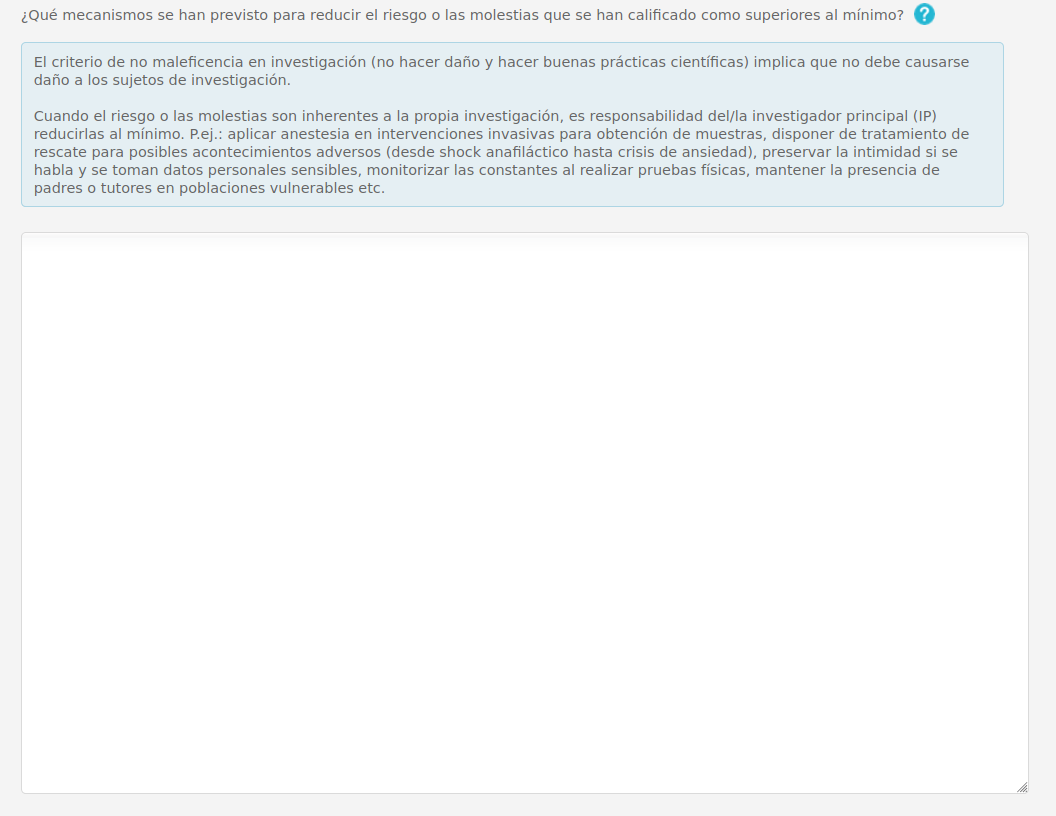 ¿Qué mecanismos se han previsto para reducir el riesgo o las molestias que se han calificado como superiores al mínimo? ?
El criterio de no maleficencia en investigación (no hacer daño y hacer buenas prácticas científicas) implica que no debe causarse
daño a los sujetos de investigación.
Cuando el riesgo o las molestias son inherentes a la propia investigación, es responsabilidad del/la investigador principal (IP)
reducirlas al mínimo. P.ej.: aplicar anestesia en intervenciones invasivas para obtención de muestras, disponer de tratamiento de
rescate para posibles acontecimientos adversos (desde shock anafiláctico hasta crisis de ansiedad), preservar la intimidad si se
habla y se toman datos personales sensibles, monitorizar las constantes al realizar pruebas físicas, mantener la presencia de
padres o tutores en poblaciones vulnerables etc.